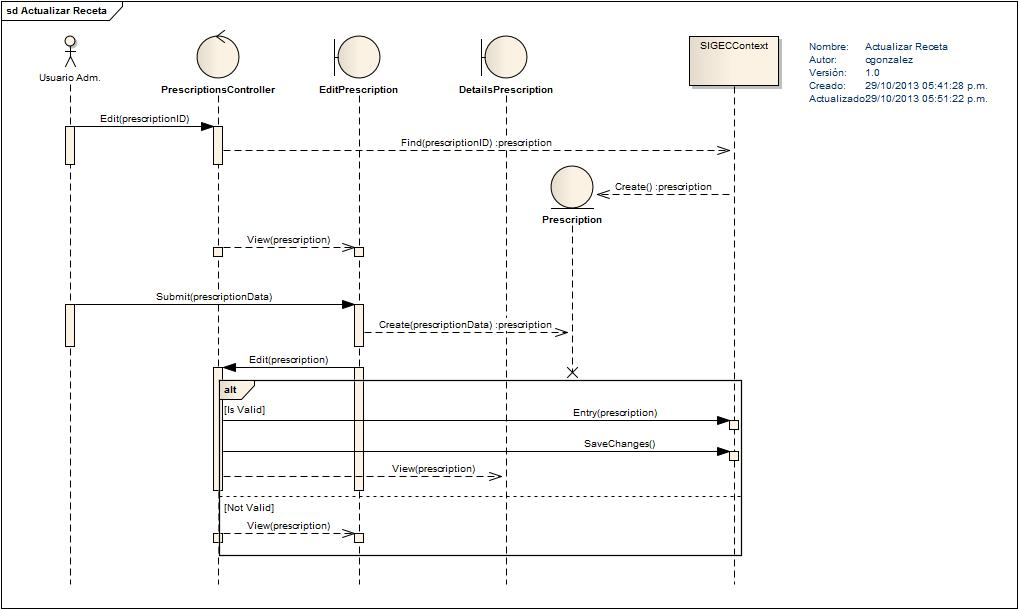 sd Actualizar Receta
SIGECContext
Nombre: Actualizar Receta
Autor: cgonzalez
Versión: 1.0
Creado: 29/10/2013 05:41:28 p.m.
Actualizado29/10/2013 05:51:22 p.m.
Usuario Adm.
PrescriptionsController
EditPrescription
DetailsPrescription
Edit(prescriptionID)
Find(prescriptionID) :prescription
Create() :prescription
Prescription
View(prescription)
Submit(prescriptionData)
Create(prescriptionData) :prescription
Edit(prescription)
alt
[Is Valid]
Entry(prescription)
SaveChanges()
View(prescription)
[Not Valid]
View(prescription)